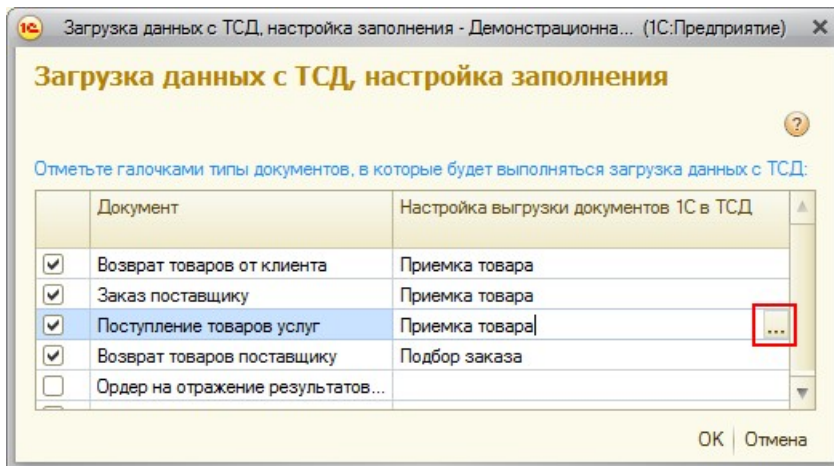 1С Загрузка данных с ТСД, настройка заполнения - Демонстрационна... (1С:Предприятие)
Загрузка данных с ТСД, настройка заполнения
?
Отметьте галочками типы документов, в которые будет выполняться загрузка данных с ТСД:
Документ Настройка выгрузки документов 1С в ТСД
Возврат товаров от клиента Приемка товара
Заказ поставщику Приемка товара
Поступление товаров услуг Приемка товара ...
Возврат товаров поставщику Подбор заказа
Ордер на отражение результатов...
ОК Отмена